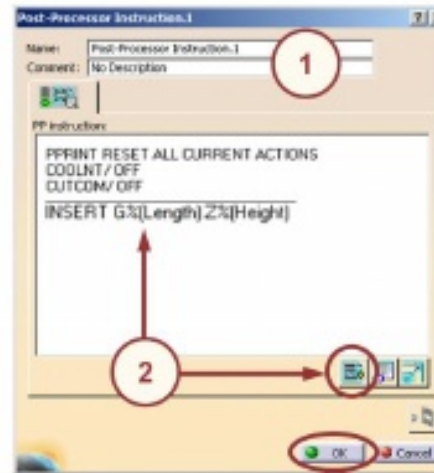 Post-Processor Instruction.1
Name: Post-Processor Instruction.1
Comment: No Description
1
PP instruction:
PPRINT RESET ALL CURRENT ACTIONS
COOLNT/ OFF
CUTCOM/ OFF
INSERT G%(Length) Z%(Height)
2
OK Cancel